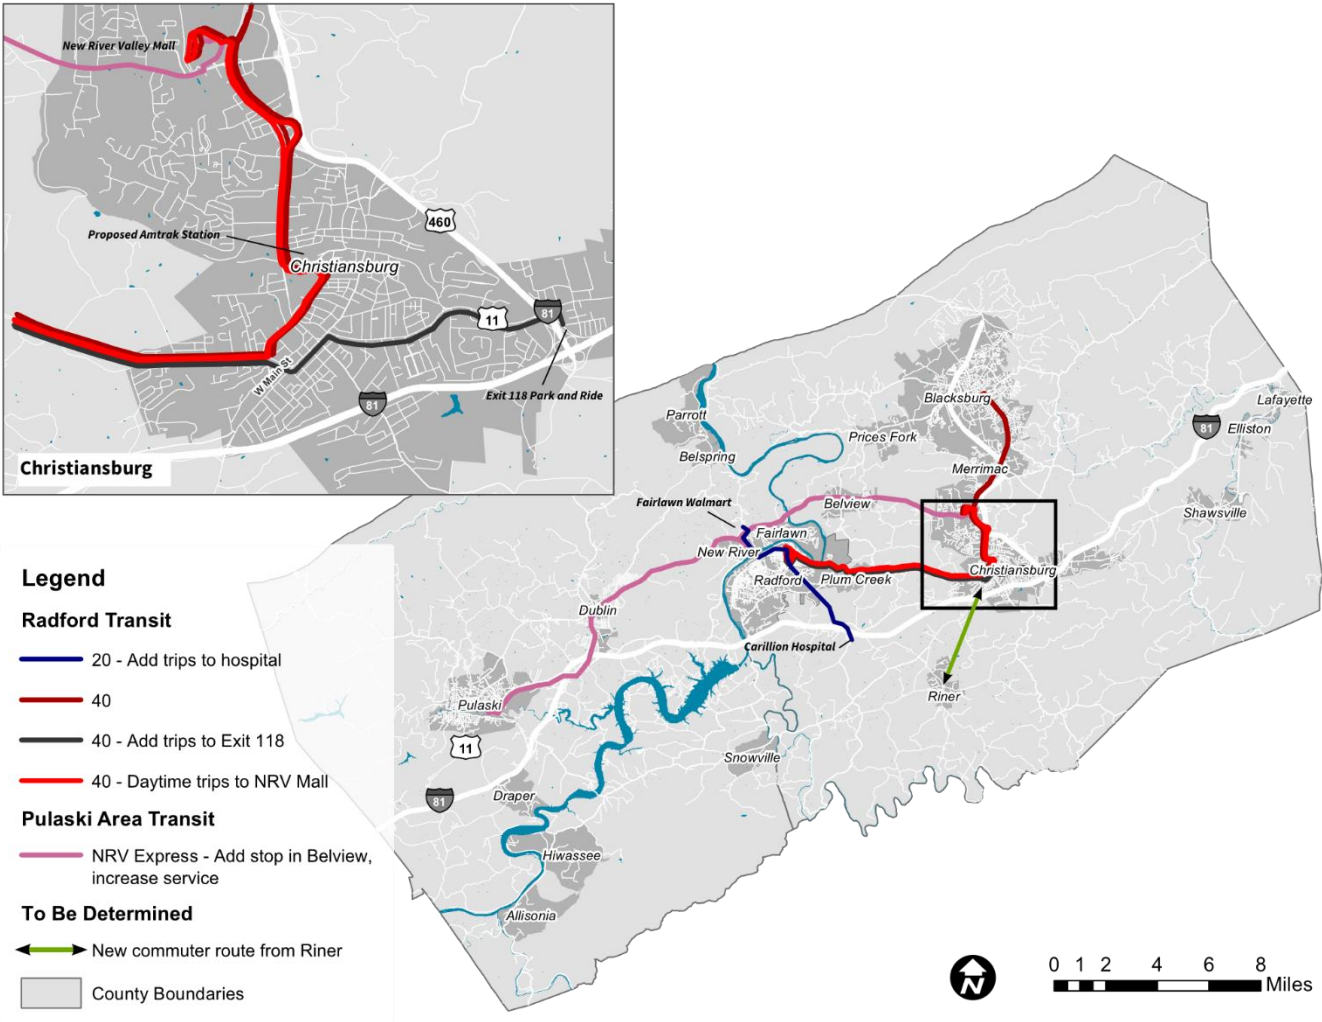 New River Valley Mall
460
Proposed Amtrak Station
Christiansburg
81
11
W Main St
81
Exit 118 Park and Ride
Christiansburg
Blacksburg
Lafayette
Parrott
81
Elliston
Prices Fork
Belspring
Merrimac
Fairlawn Walmart
Belview
Shawsville
Fairlawn
New River
Christiansburg
Radford
Plum Creek
Dublin
Carillion Hospital
Riner
Pulaski
11
Snowville
Draper
81
Hiwassee
Allisonia
Legend
Radford Transit
20 - Add trips to hospital
40
40 - Add trips to Exit 118
40 - Daytime trips to NRV Mall
Pulaski Area Transit
NRV Express - Add stop in Belview,
increase service
To Be Determined
New commuter route from Riner
County Boundaries
N
0 1 2 4 6 8
Miles